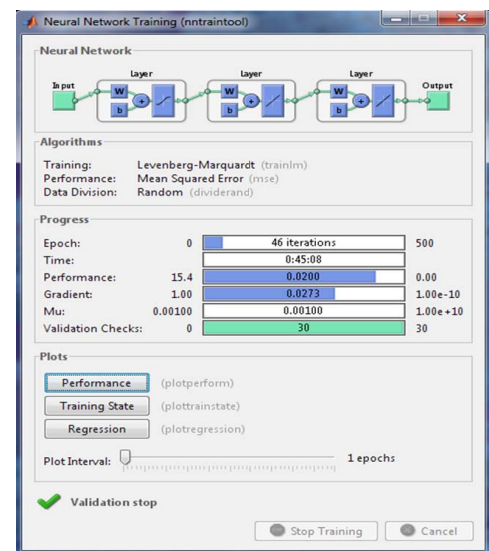 Neural Network Training (nntraintool)
Neural Network
Layer Layer Layer
Input W b + W b + W b + Output
Algorithms
Training: Levenberg-Marquardt (trainlm)
Performance: Mean Squared Error (mse)
Data Division: Random (dividerand)
Progress
Epoch: 0 46 iterations 500
Time: 0:45:08
Performance: 15.4 0.0200 0.00
Gradient: 1.00 0.0273 1.00e-10
Mu: 0.00100 0.00100 1.00e+10
Validation Checks: 0 30 30
Plots
Performance (plotperform)
Training State (plottrainstate)
Regression (plotregression)
Plot Interval: 1 epochs
Validation stop
Stop Training Cancel